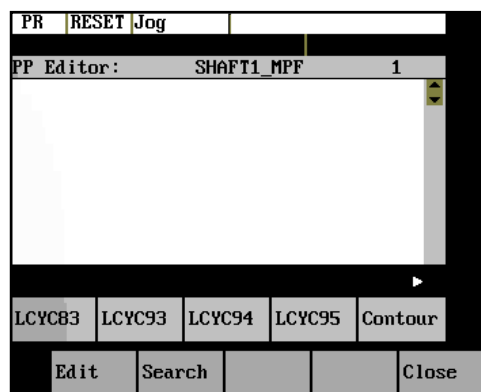 PR RESET Jog
PP Editor: SHAFT1_MPF 1
LCYC83 LCYC93 LCYC94 LCYC95 Contour
Edit Search Close